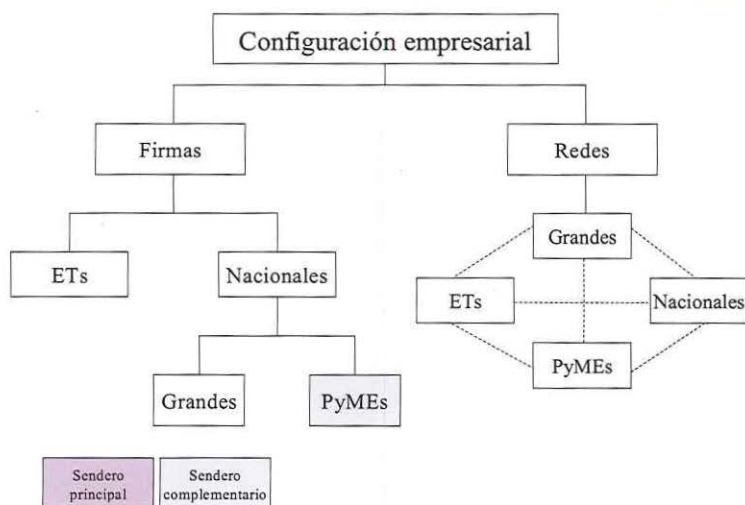 Configuración empresarial
Firmas
Redes
ETs
Nacionales
Grandes
PyMEs
Grandes
ETs
Nacionales
PyMEs
Sendero
principal
Sendero
complementario